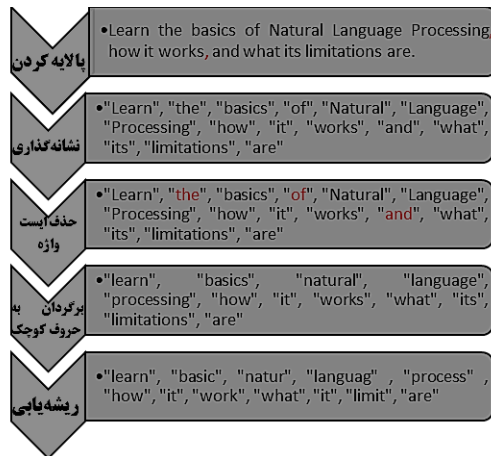 پالایه کردن
•Learn the basics of Natural Language Processing,
how it works, and what its limitations are.
نشانه‌گذاری
•"Learn", "the", "basics", "of", "Natural", "Language",
"Processing", "how", "it", "works", "and", "what",
"its", "limitations", "are"
حذف ایست
واژه
•"Learn", "the", "basics", "of", "Natural", "Language",
"Processing", "how", "it", "works", "and", "what",
"its", "limitations", "are"
برگردان به
حروف کوچک
•"learn", "basics", "natural", "language",
"processing", "how", "it", "works", "what", "its",
"limitations", "are"
ریشه‌یابی
•"learn", "basic", "natur", "languag" , "process" ,
"how", "it", "work", "what", "it", "limit", "are"